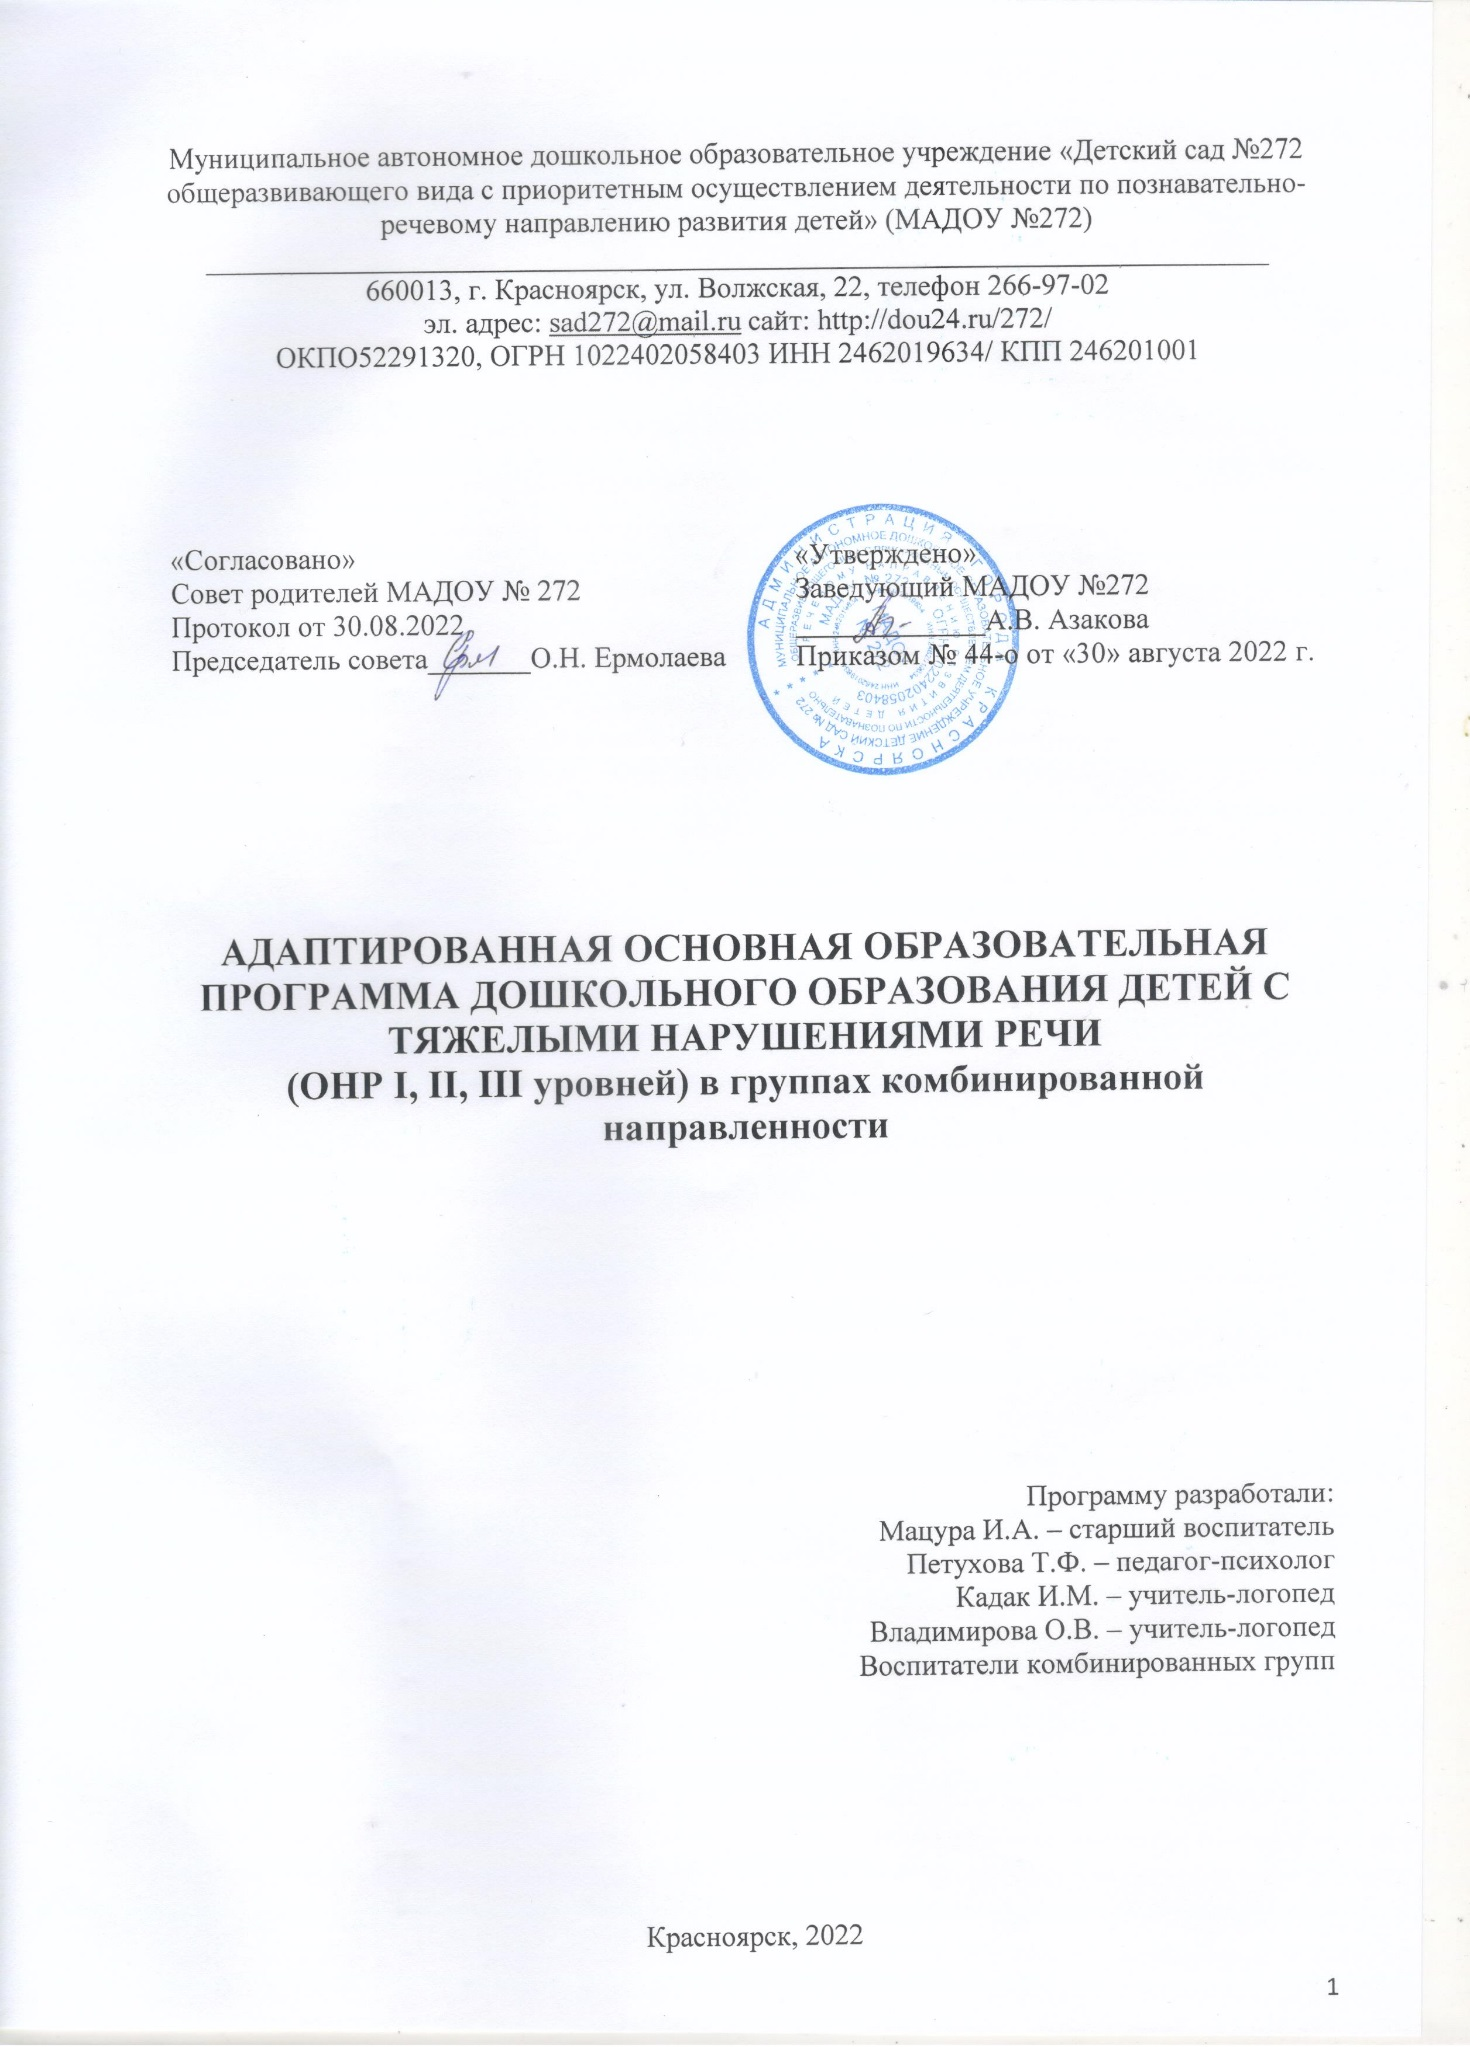 Муниципальное автономное дошкольное образовательное учреждение «Детский сад №272
общеразвивающего вида с приоритетным осуществлением деятельности по познавательно-
речевому направлению развития детей» (МАДОУ №272)
660013, г. Красноярск, ул. Волжская, 22, телефон 266-97-02
эл. адрес: sad272@mail.ru сайт: http://dou24.ru/272/
ОКПО52291320, ОГРН 1022402058403 ИНН 2462019634/ КПП 246201001
«Согласовано»
Совет родителей МАДОУ № 272
Протокол от 30.08.2022
Председатель совета_______О.Н. Ермолаева
«Утверждено»
Заведующий МАДОУ №272
_____________А.В. Азакова
Приказом № 44-о от «30» августа 2022 г.
АДМИНИСТРАЦИЯ ГОРОДА КРАСНОЯРСКА
АДАПТИРОВАННАЯ ОСНОВНАЯ ОБРАЗОВАТЕЛЬНАЯ
ПРОГРАММА ДОШКОЛЬНОГО ОБРАЗОВАНИЯ ДЕТЕЙ С
ТЯЖЕЛЫМИ НАРУШЕНИЯМИ РЕЧИ
(ОНР I, II, III уровней) в группах комбинированной
направленности
Программу разработали:
Мацура И.А. – старший воспитатель
Петухова Т.Ф. – педагог-психолог
Кадак И.М. – учитель-логопед
Владимирова О.В. – учитель-логопед
Воспитатели комбинированных групп
Красноярск, 2022
1